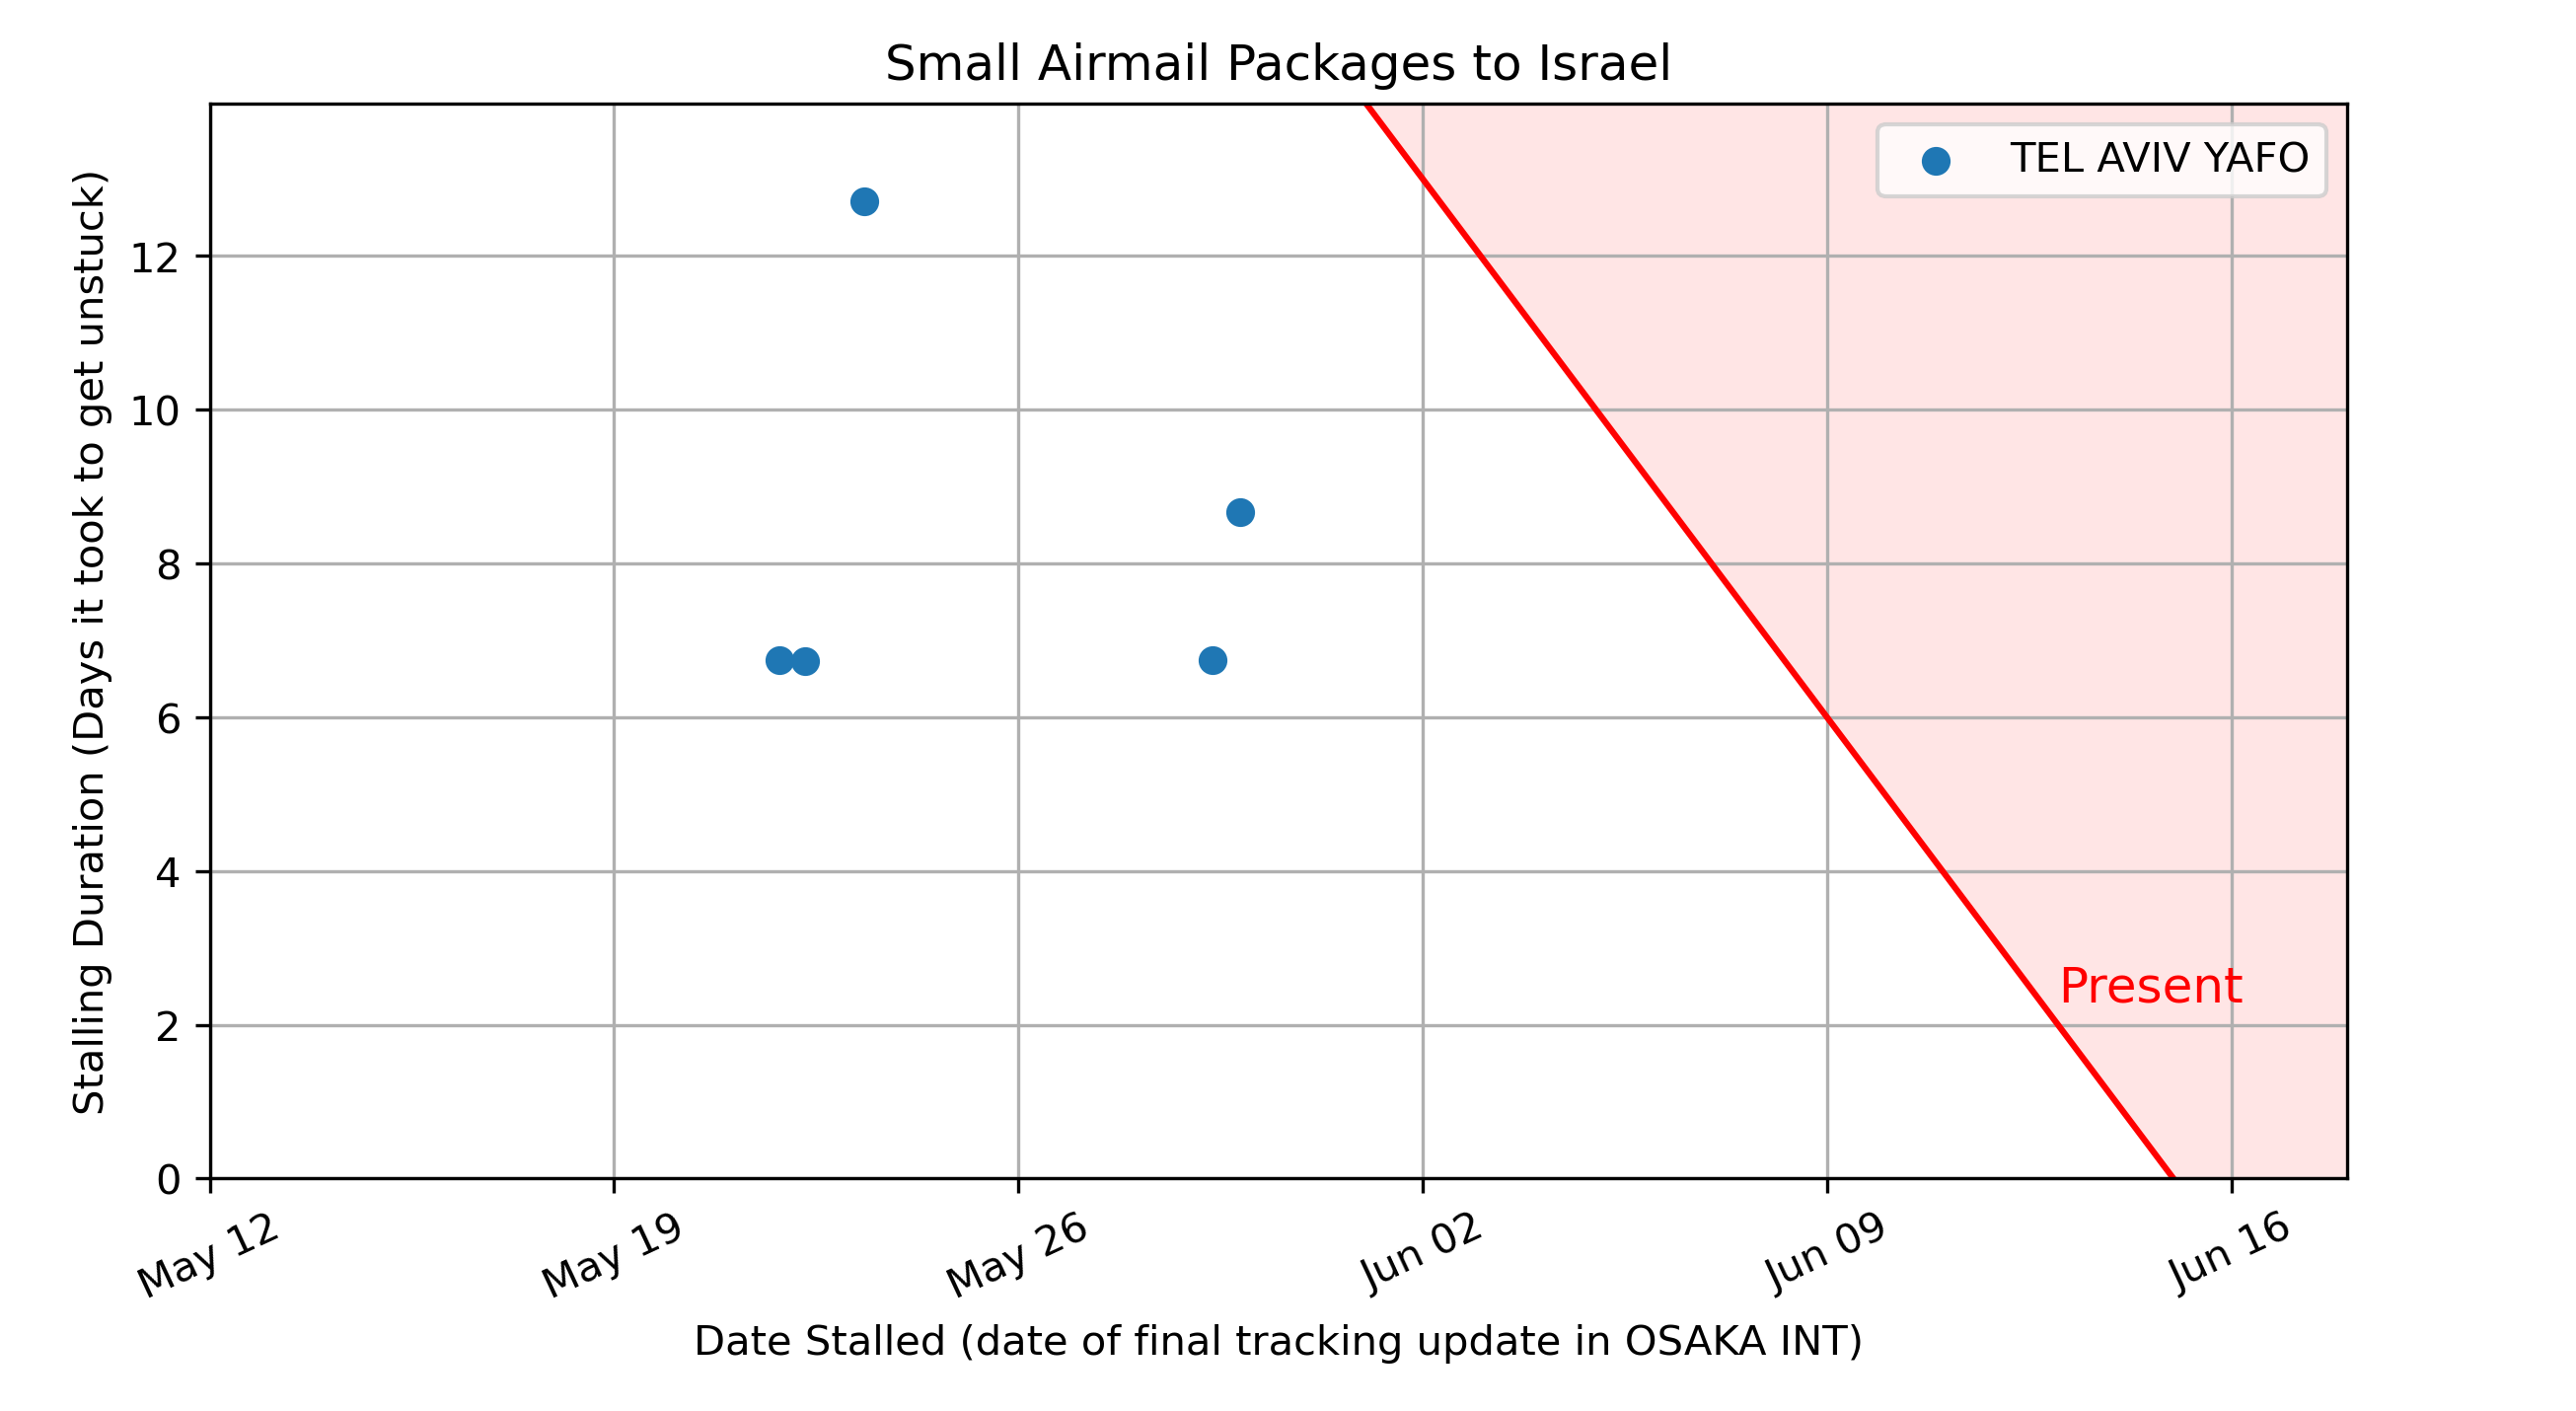 Small Airmail Packages to Israel
TEL AVIV YAFO
Stalling Duration (Days it took to get unstuck)
12
10
8
6
4
2
0
Present
May 12
May 19
May 26
Jun 02
Jun 09
Jun 16
Date Stalled (date of final tracking update in OSAKA INT)